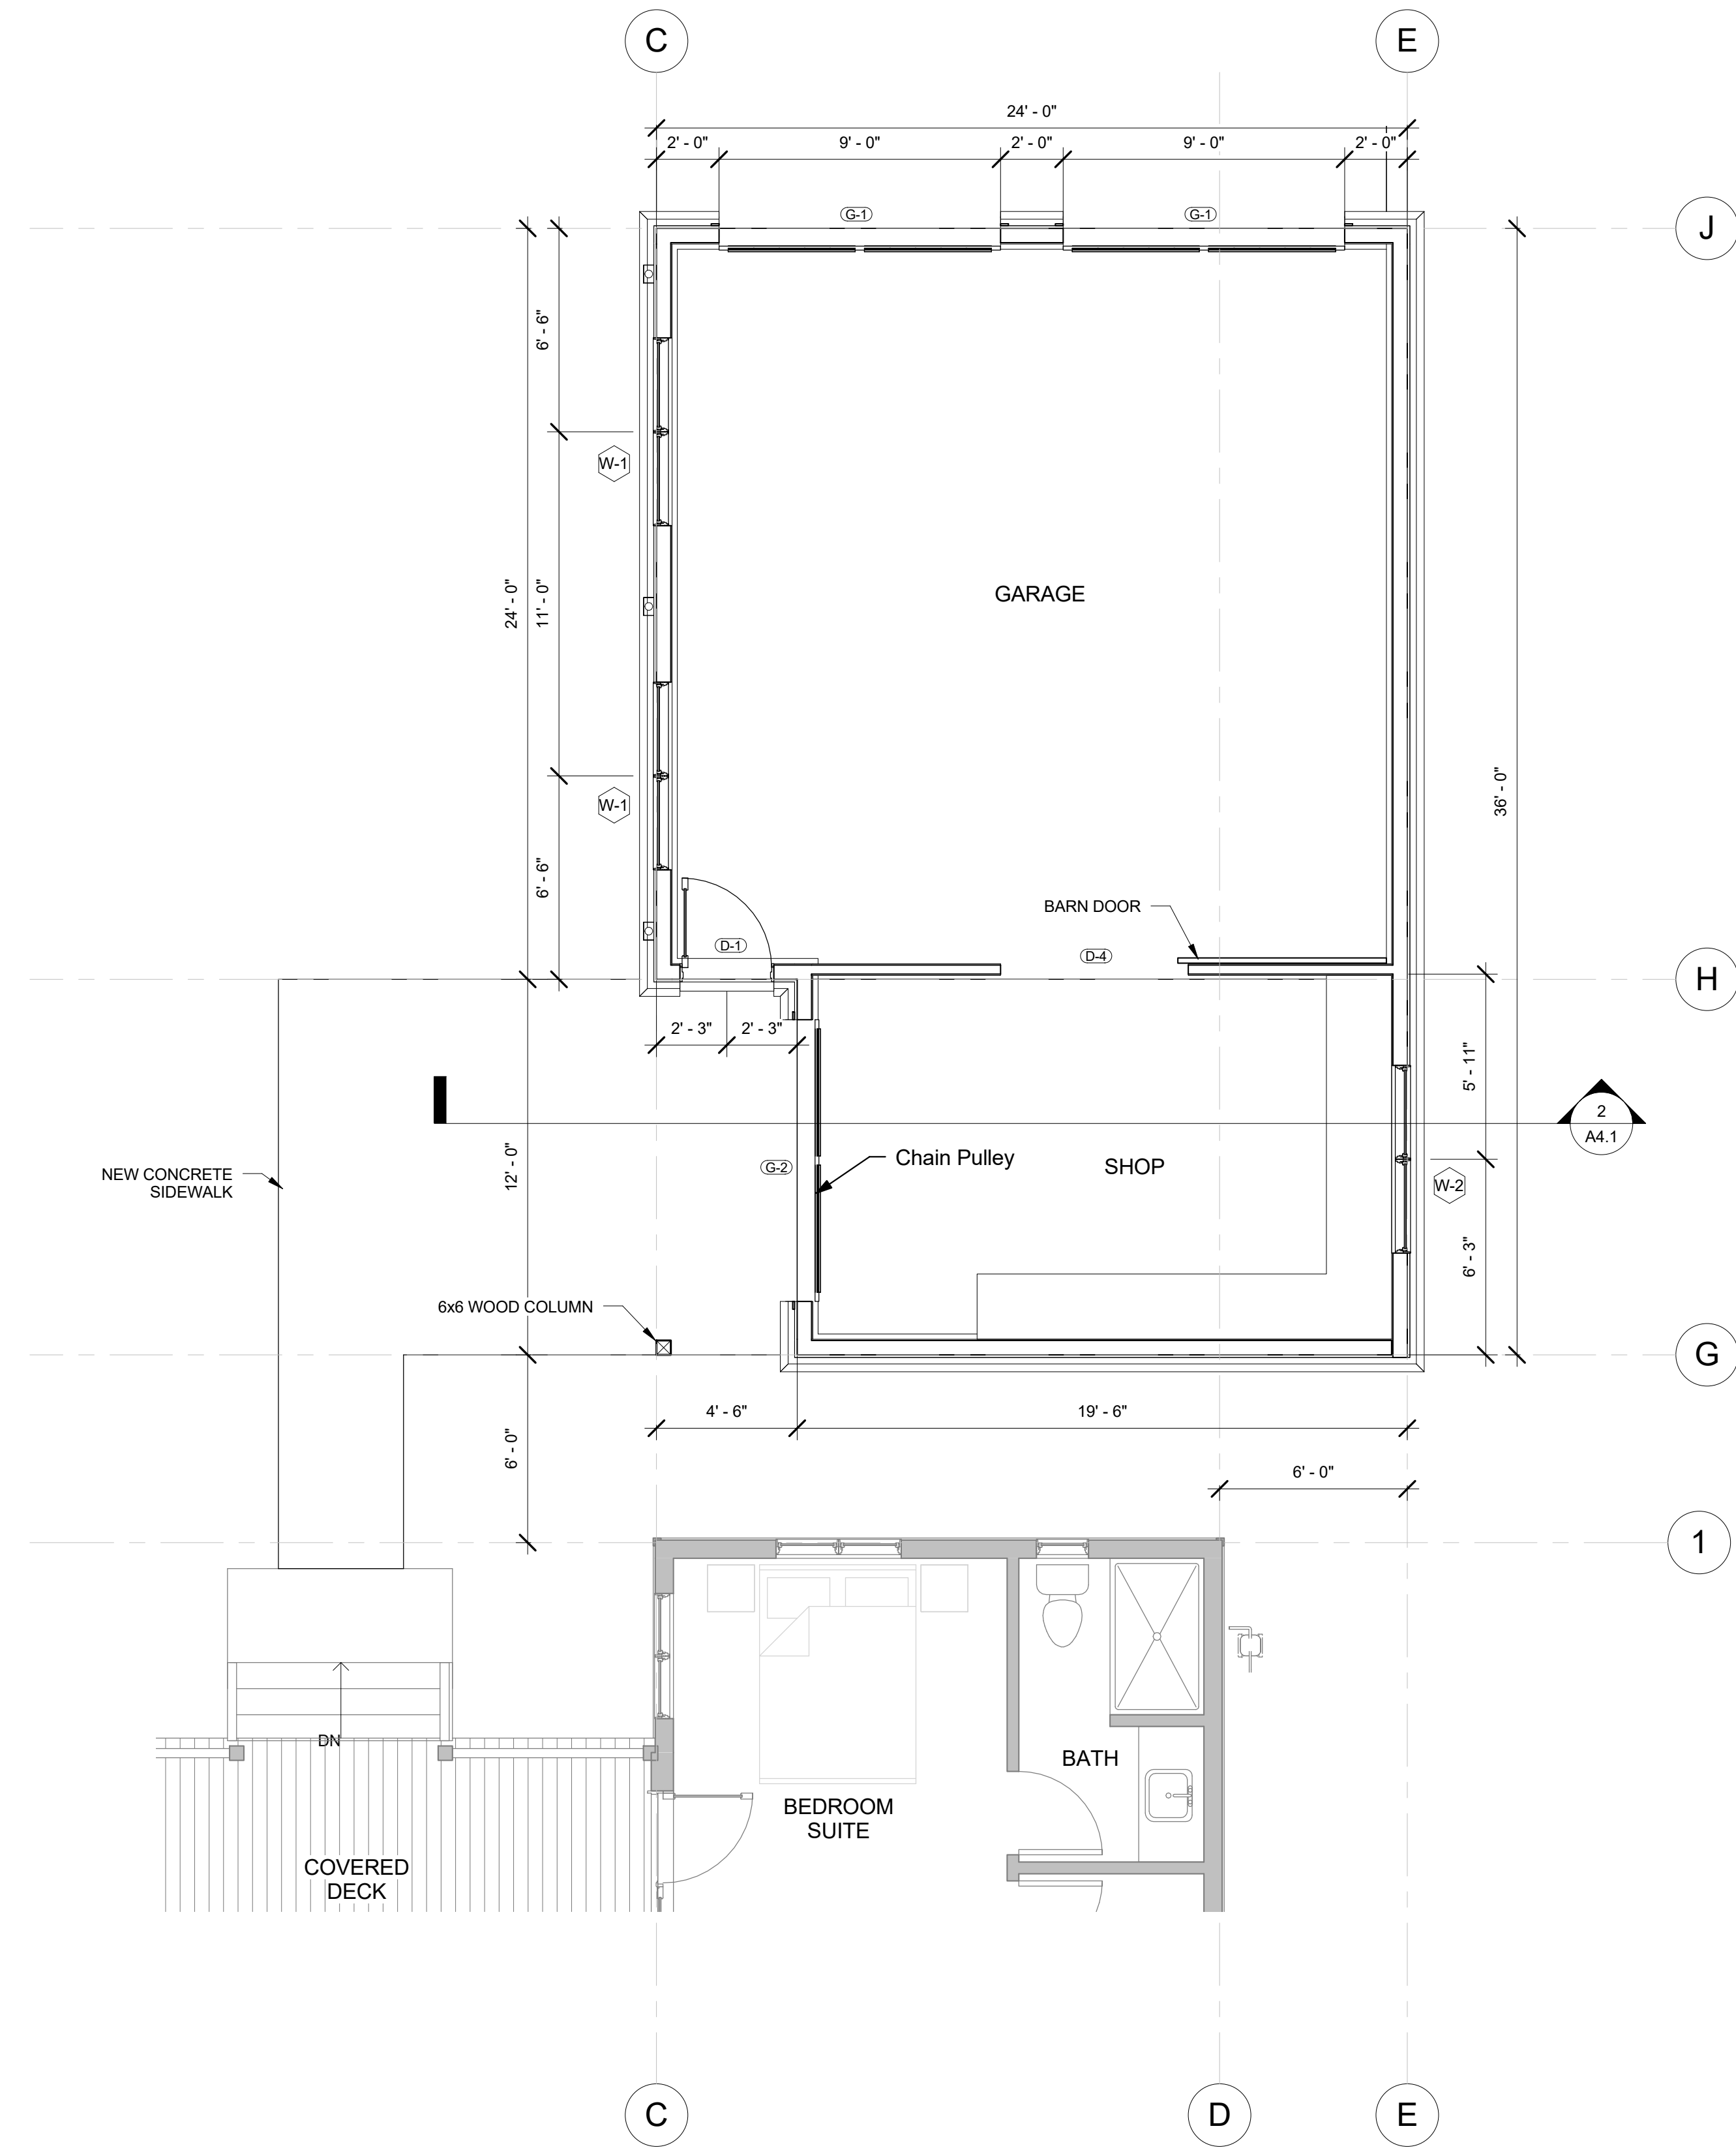 C
E
24' - 0"
2' - 0"
9' - 0"
2' - 0"
9' - 0"
2' - 0"
G-1
G-1
J
6' - 6"
W-1
GARAGE
24' - 0"
11' - 0"
36' - 0"
W-1
6' - 6"
BARN DOOR
D-1
D-4
H
2' - 3"
2' - 3"
5' - 11"
2
A4.1
NEW CONCRETE
SIDEWALK
12' - 0"
G-2
Chain Pulley
SHOP
W-2
6' - 3"
6x6 WOOD COLUMN
G
4' - 6"
19' - 6"
6' - 0"
6' - 0"
1
DN
BATH
BEDROOM
SUITE
COVERED
DECK
C
D
E